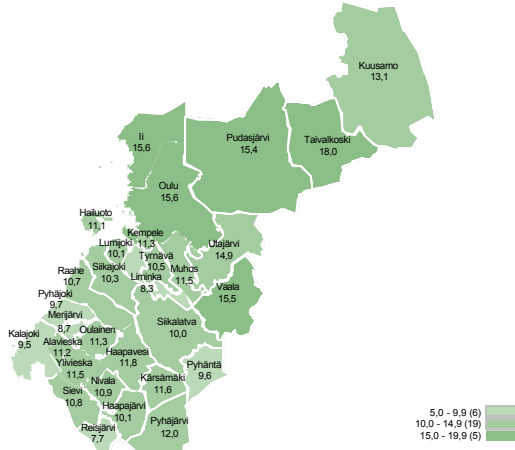 Kuusamo
13,1
Ii
15,6
Pudasjärvi
15,4
Taivalkoski
18,0
Oulu
15,6
Hailuoto
11,1
Kempele
11,3
Lumijoki
10,1
Tyrnävä
10,5
Utajärvi
14,9
Siikajoki
10,3
Muhos
11,5
Liminka
8,3
Raahe
10,7
Vaala
15,5
Pyhäjoki
9,7
Merijärvi
8,7
Siikalatva
10,0
Kalajoki
9,5
Oulainen
11,3
Alavieska
11,2
Haapavesi
11,8
Pyhäntä
9,6
Ylivieska
11,5
Nivala
10,9
Kärsämäki
11,6
Sievi
10,8
Haapajärvi
10,1
Reisjärvi
7,7
Pyhäjärvi
12,0
5,0 - 9,9 (6)
10,0 - 14,9 (19)
15,0 - 19,9 (5)